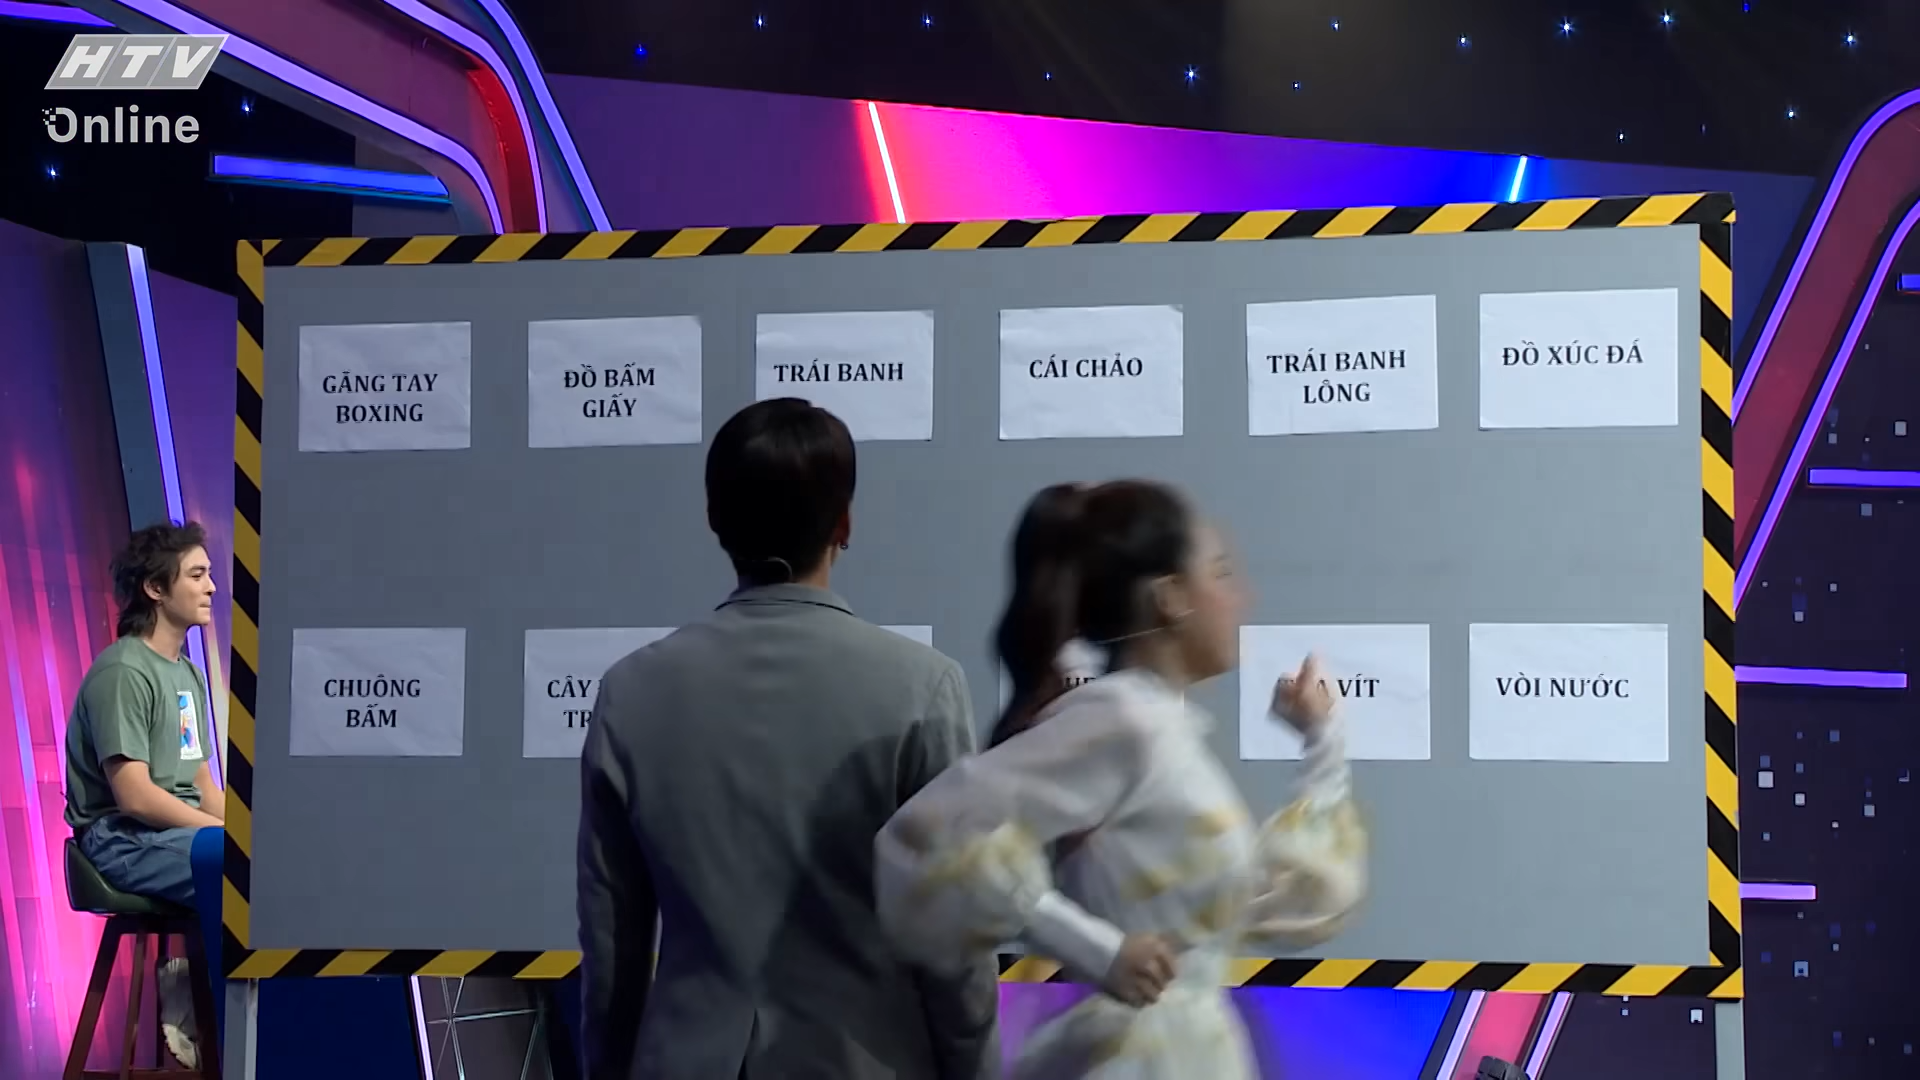 HTV
Online
GĂNG TAY
BOXING
ĐỒ BẤM
GIẤY
TRÁI BANH
CÁI CHẢO
TRÁI BANH
LÔNG
ĐỒ XÚC ĐÁ
CHUÔNG
BẤM
CÂY
VÍT
VÒI NƯỚC